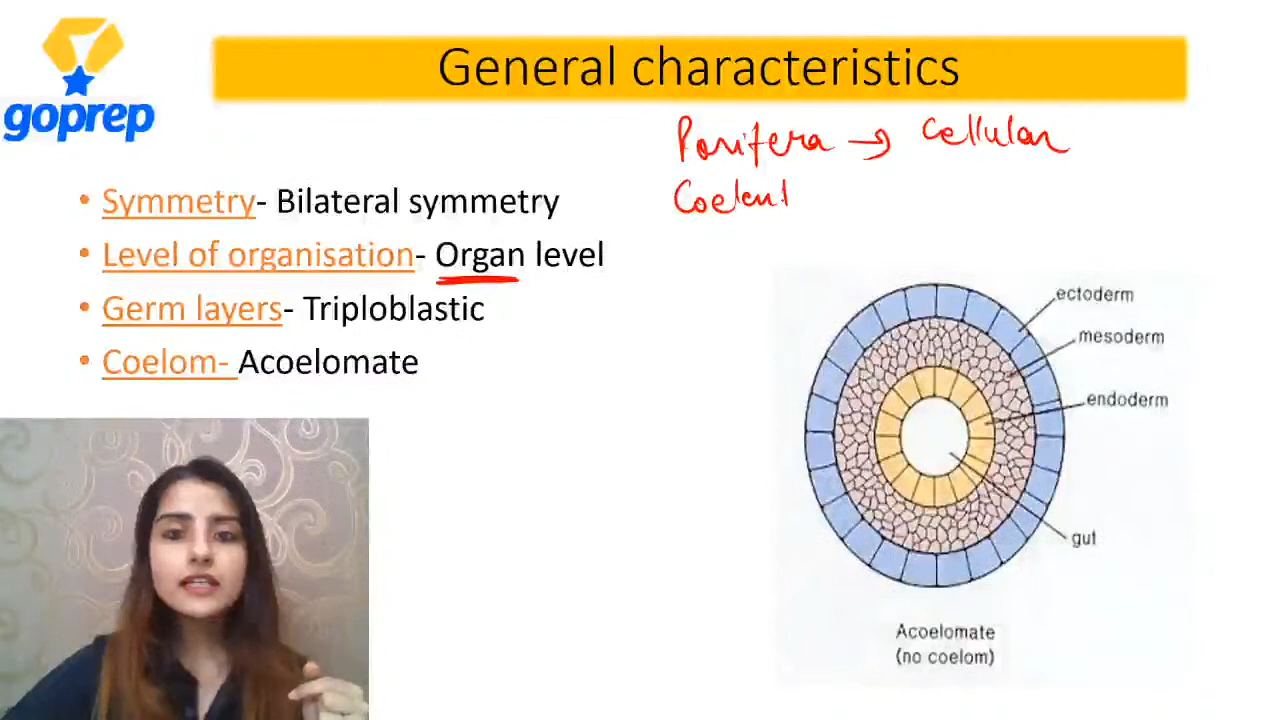 goprep
General characteristics
Porifera → Cellular
Coelent
• Symmetry- Bilateral symmetry
• Level of organisation- Organ level
• Germ layers- Triploblastic
• Coelom- Acoelomate
ectoderm
mesoderm
endoderm
gut
Acoelomate
(no coelom)